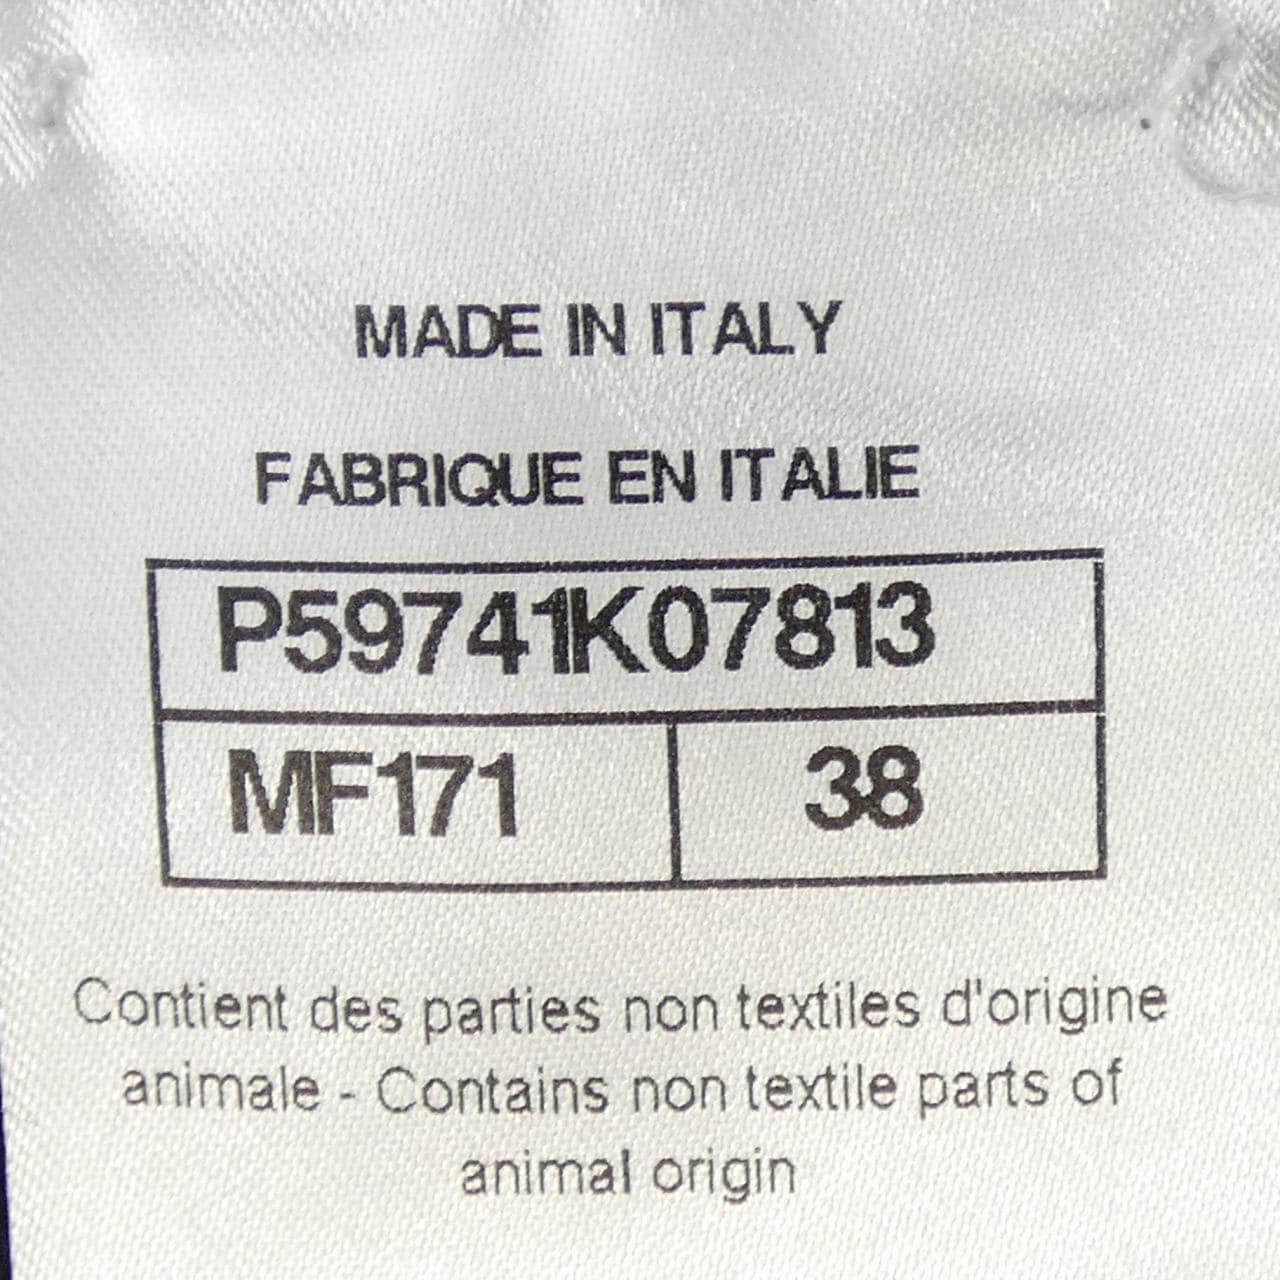 MADE IN ITALY
FABRIQUE EN ITALIE
P59741K07813
MF171 38
Contient des parties non textiles d'origine
animale - Contains non textile parts of
animal origin